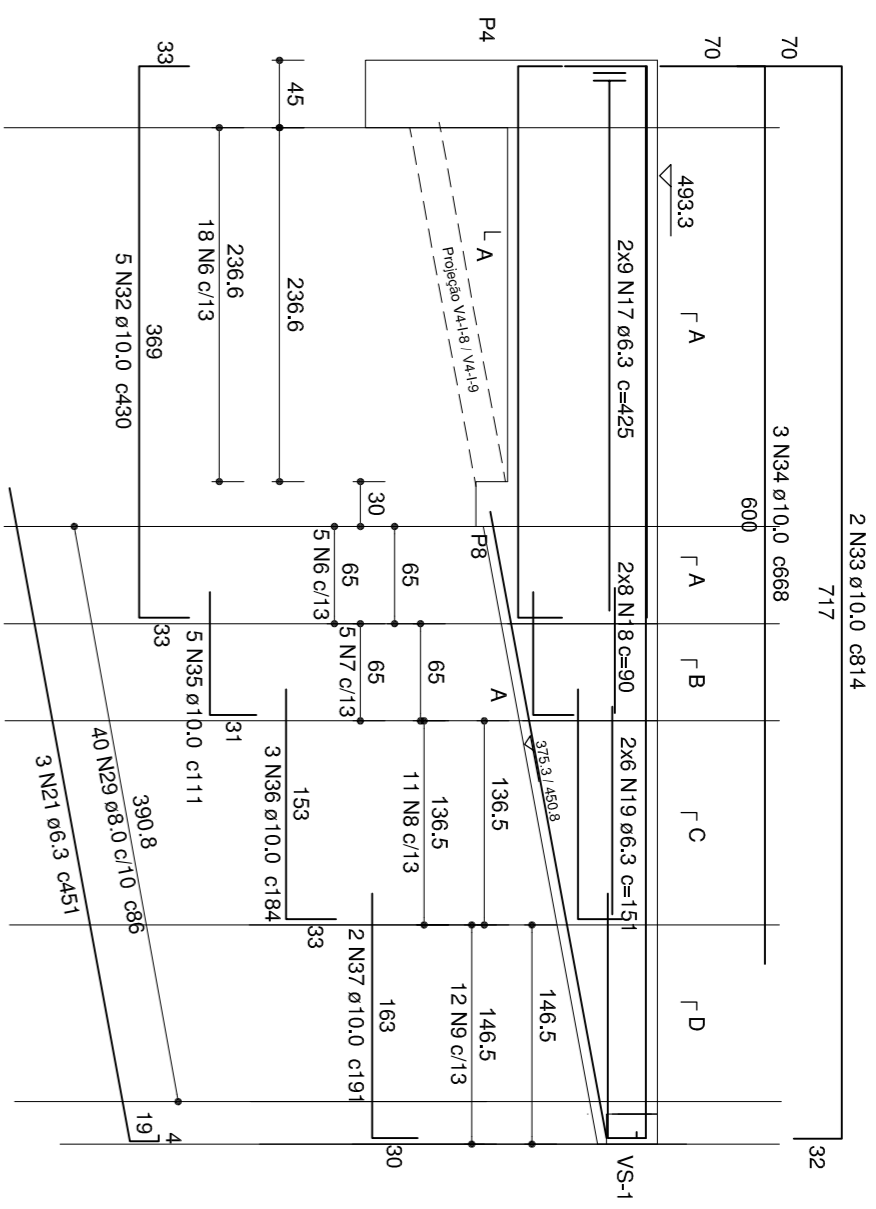 2 N33 ø10.0 c814
717
70
32
3 N34 ø10.0 c668
600
70
A
A
B
C
D
493.3
2x9 N17 ø6.3 c=425
2x8 N18 c=90
2x6 N19 ø6.3 c=151
VS-1
P4
A
Projeção V4-I-8 / V4-I-9
P8
A
375.3 / 450.8
45
236.6
236.6
18 N6 c/13
30
65
65
5 N6 c/13
65
65
5 N7 c/13
136.5
136.5
11 N8 c/13
146.5
146.5
12 N9 c/13
33
369
5 N32 ø10.0 c430
33
31
5 N35 ø10.0 c111
153
3 N36 ø10.0 c184
33
163
2 N37 ø10.0 c191
30
390.8
40 N29 ø8.0 c/10 c86
3 N21 ø6.3 c451
19
4